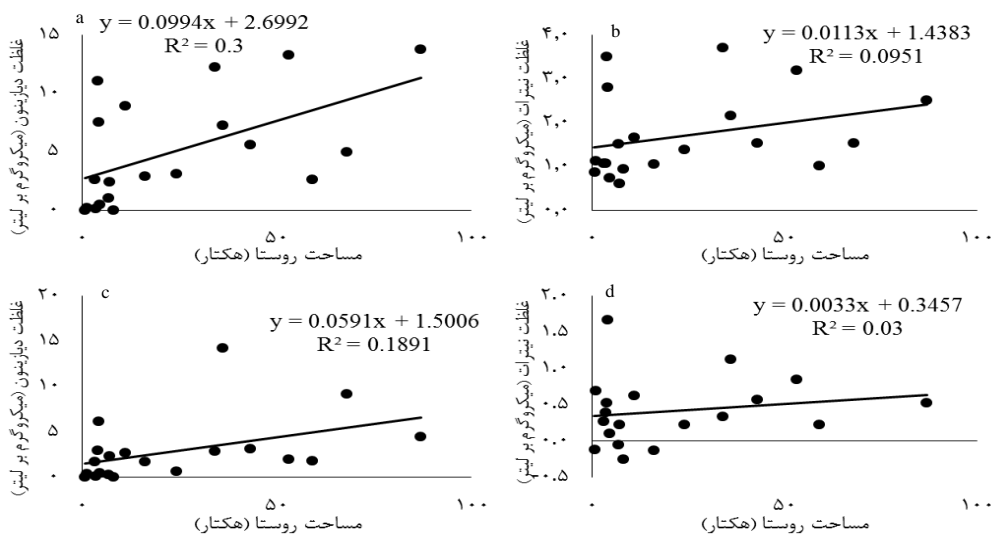 a
y = 0.0994x + 2.6992
R² = 0.3
غلظت دیازینون (میکروگرم بر لیتر)
۱۵
۱۰
۵
۰
۰ ۵۰ ۱۰۰
مساحت روستا (هکتار)
b
y = 0.0113x + 1.4383
R² = 0.0951
غلظت نیترات (میکروگرم بر لیتر)
۴,۰
۳,۰
۲,۰
۱,۰
۰,۰
۰ ۵۰ ۱۰۰
مساحت روستا (هکتار)
c
y = 0.0591x + 1.5006
R² = 0.1891
غلظت دیازینون (میکروگرم بر لیتر)
۲۰
۱۵
۱۰
۵
۰
۰ ۵۰ ۱۰۰
مساحت روستا (هکتار)
d
y = 0.0033x + 0.3457
R² = 0.03
غلظت نیترات (میکروگرم بر لیتر)
۲.۰
۱.۵
۱.۰
۰.۵
۰.۰
-۰.۵
۰ ۵۰ ۱۰۰
مساحت روستا (هکتار)